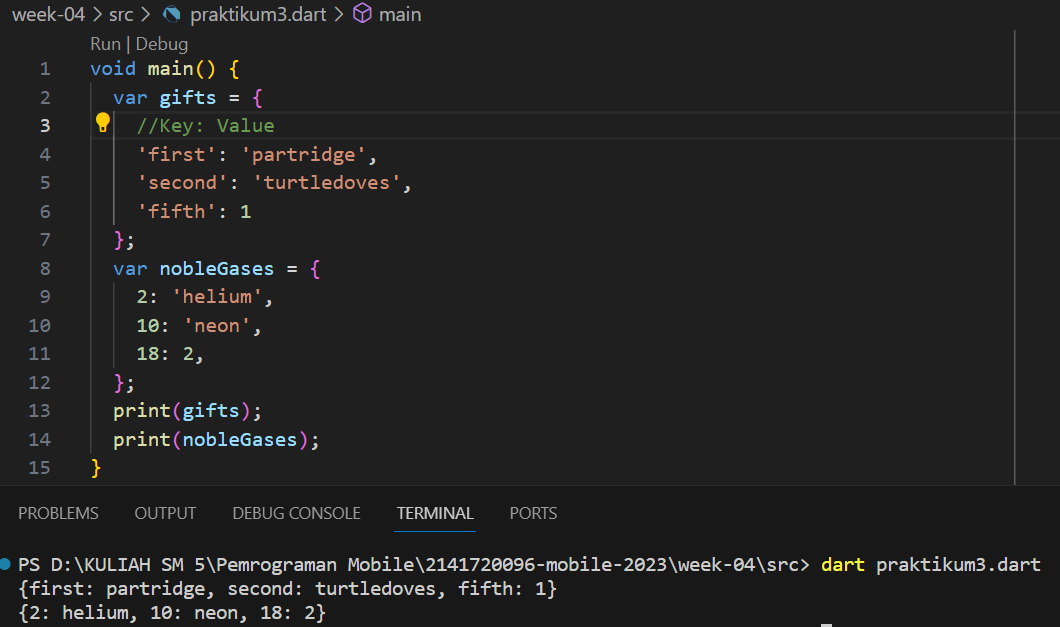 week-04 > src > praktikum3.dart > main
Run | Debug
1 void main() {
2   var gifts = {
3     //Key: Value
4     'first': 'partridge',
5     'second': 'turtledoves',
6     'fifth': 1
7   };
8   var nobleGases = {
9     2: 'helium',
10     10: 'neon',
11     18: 2,
12   };
13   print(gifts);
14   print(nobleGases);
15 }
PROBLEMS OUTPUT DEBUG CONSOLE TERMINAL PORTS
PS D:\KULIAH SM 5\Pemrograman Mobile\2141720096-mobile-2023\week-04\src> dart praktikum3.dart
{first: partridge, second: turtledoves, fifth: 1}
{2: helium, 10: neon, 18: 2}